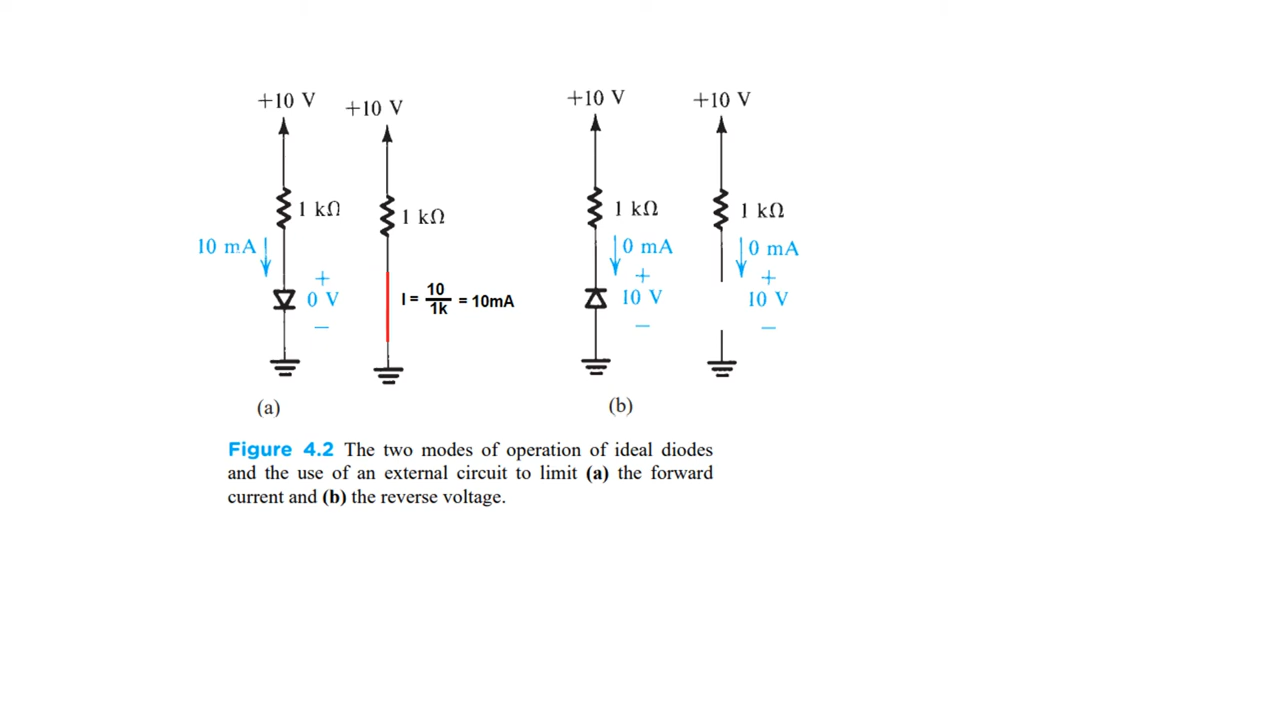 +10 V
+10 V
1 kΩ
1 kΩ
10 mA
+
0 V
−
I = 10/1k = 10mA
(a)
+10 V
+10 V
1 kΩ
1 kΩ
0 mA
0 mA
+
+
10 V
10 V
−
−
(b)
Figure 4.2 The two modes of operation of ideal diodes
and the use of an external circuit to limit (a) the forward
current and (b) the reverse voltage.